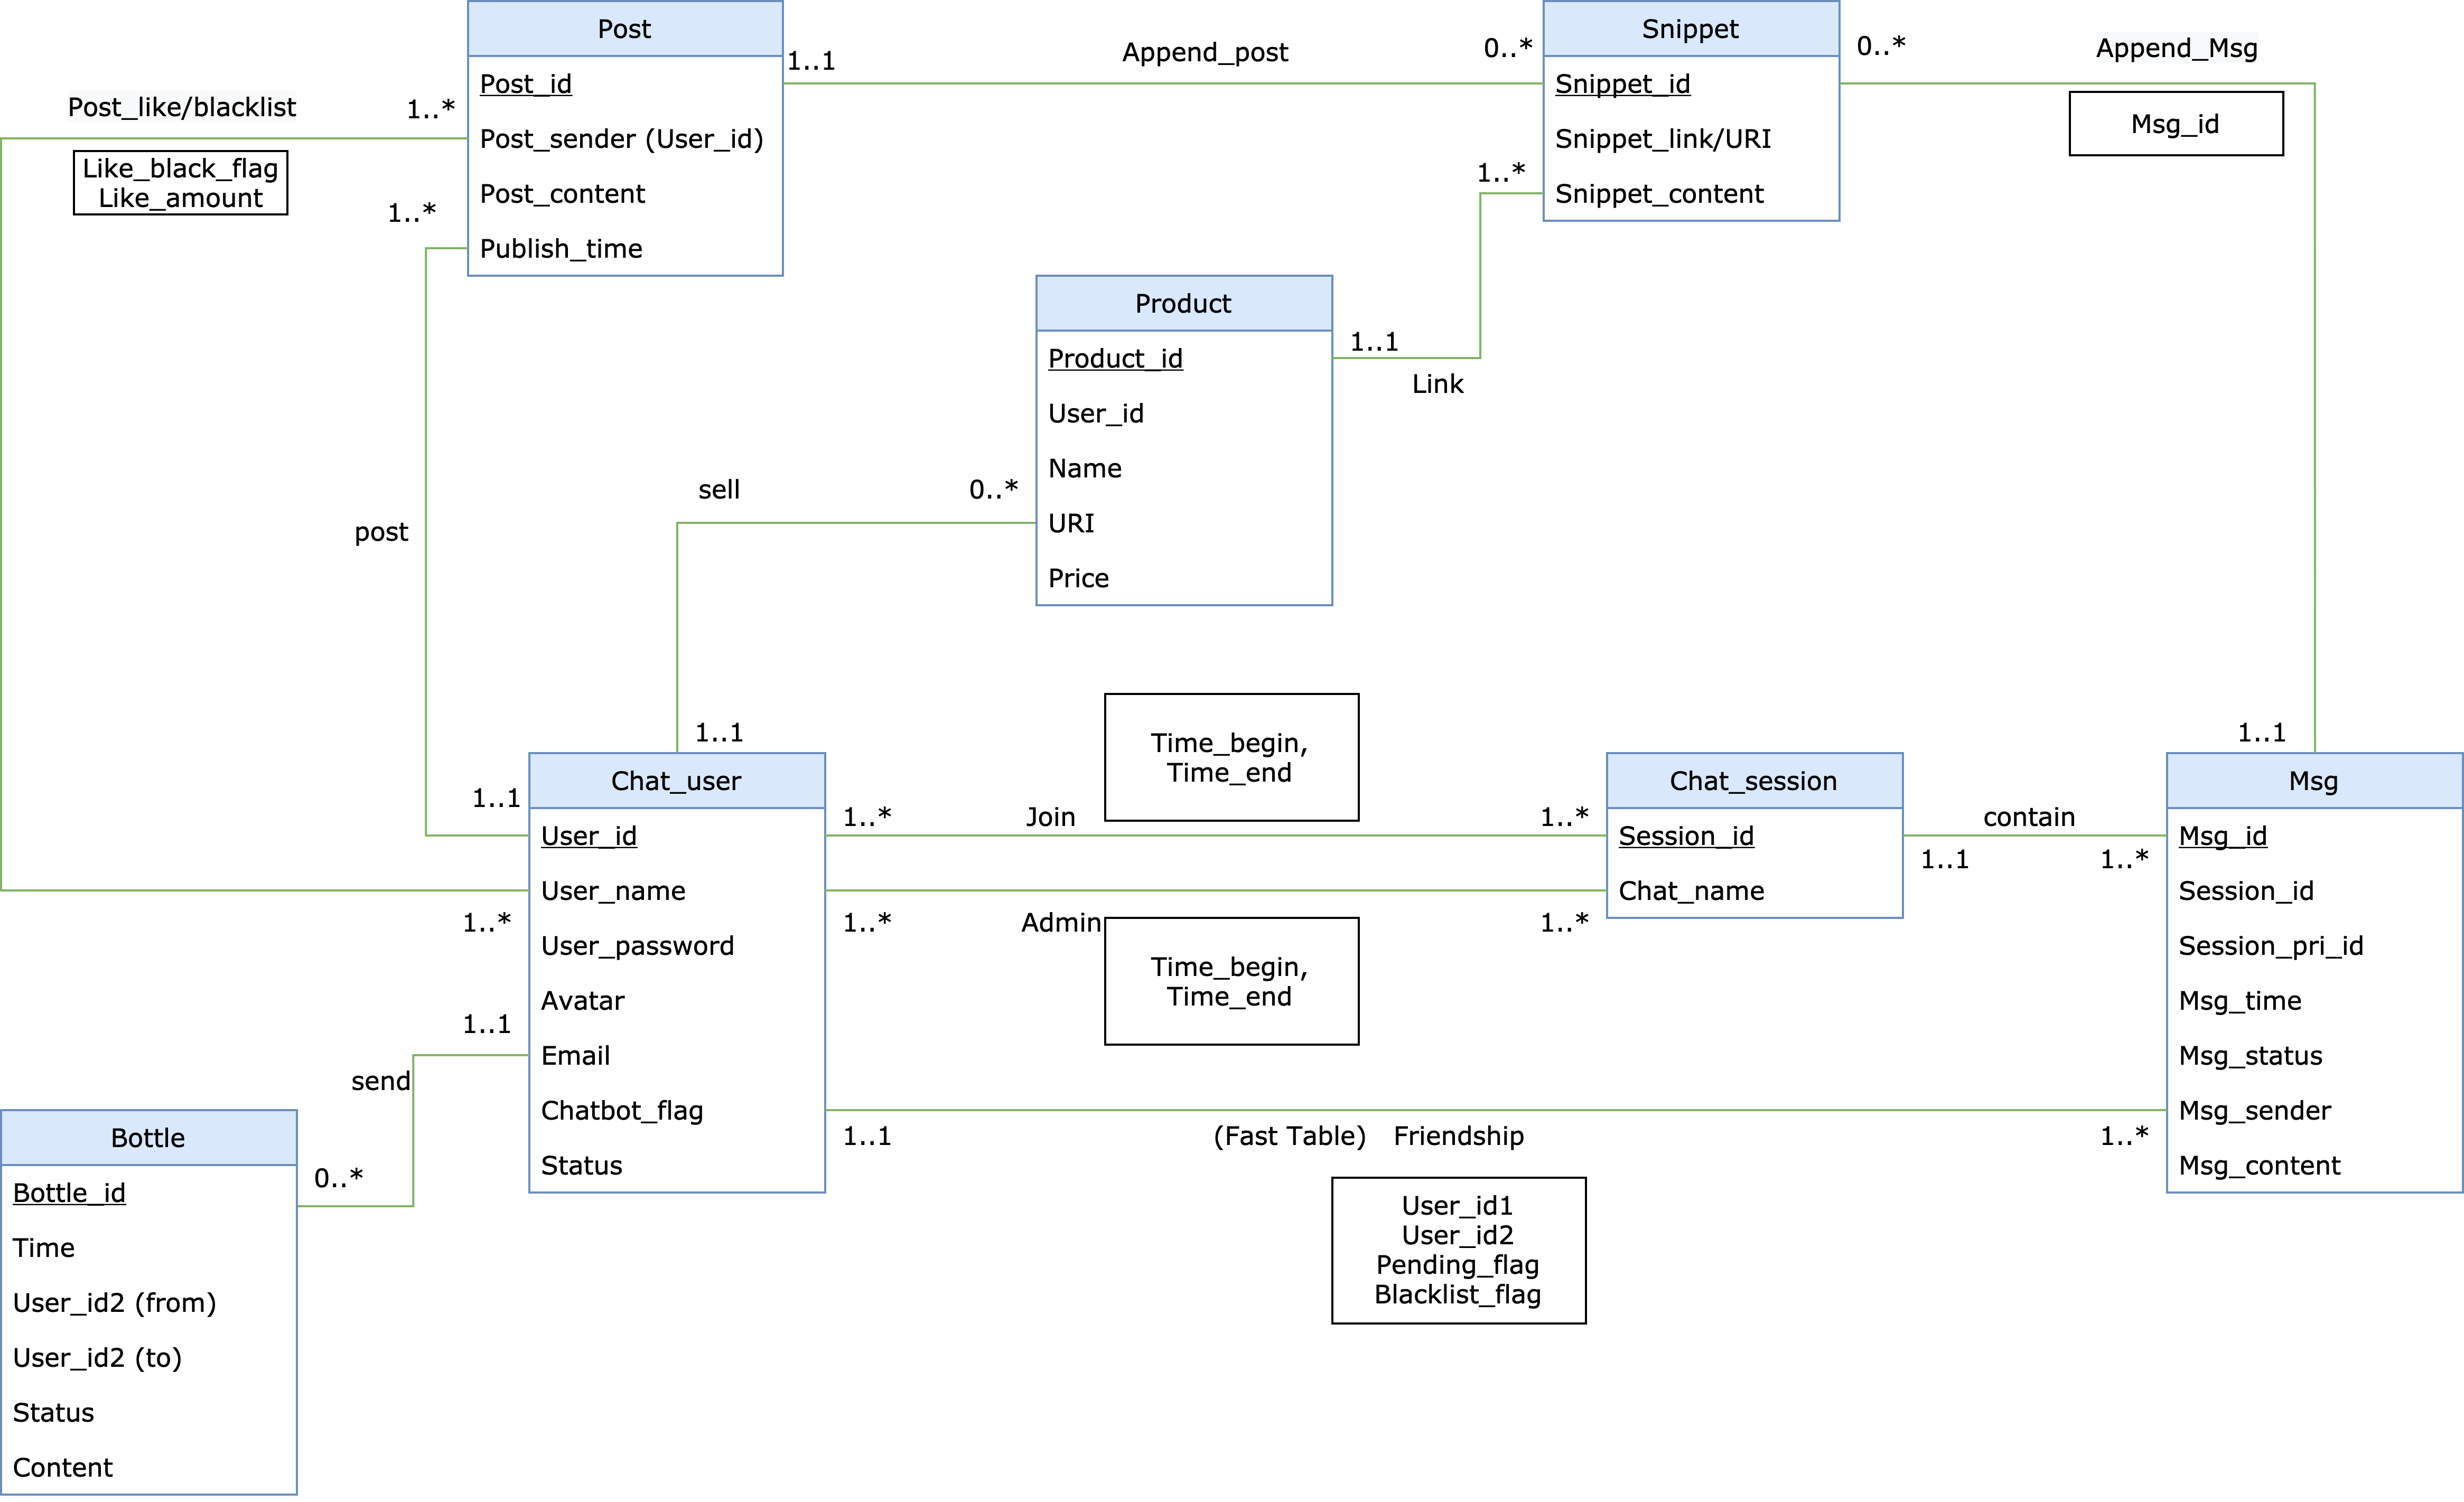 Post
Post_id
Post_sender (User_id)
Post_content
Publish_time
1..1
Append_post
0..*
Snippet
Snippet_id
Snippet_link/URI
Snippet_content
0..*
Append_Msg
Msg_id
Post_like/blacklist
1..*
Like_black_flag
Like_amount
1..*
1..*
Product
Product_id
User_id
Name
URI
Price
1..1
Link
sell
0..*
post
1..1
1..1
1..1
Chat_user
User_id
User_name
User_password
Avatar
Email
Chatbot_flag
Status
Time_begin,
Time_end
1..*
Join
1..*
Chat_session
Session_id
Chat_name
contain
1..1
1..*
Msg
Msg_id
Session_id
Session_pri_id
Msg_time
Msg_status
Msg_sender
Msg_content
1..*
1..*
Admin
1..*
Time_begin,
Time_end
1..1
send
1..1
(Fast Table) Friendship
1..*
User_id1
User_id2
Pending_flag
Blacklist_flag
Bottle
0..*
Bottle_id
Time
User_id2 (from)
User_id2 (to)
Status
Content